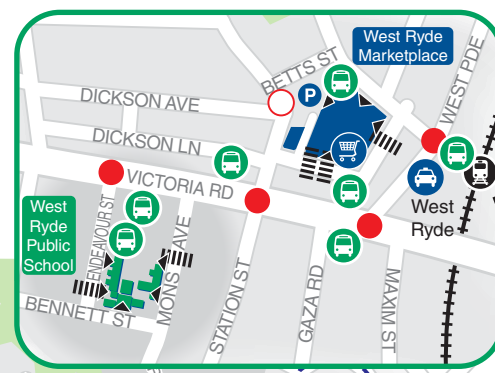 West Ryde
Marketplace
BETTS ST
WEST PDE
P
DICKSON AVE
DICKSON LN
VICTORIA RD
West
Ryde
West
Ryde
Public
School
ENDEAVOUR ST
MONS AVE
STATION ST
GAZA RD
MAXIM ST
BENNETT ST